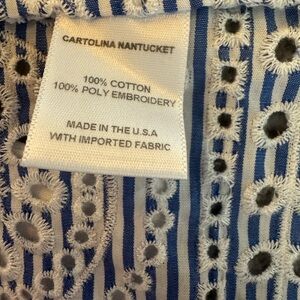 CARTOLINA NANTUCKET
100% COTTON
100% POLY EMBROIDERY
MADE IN THE U.S.A
WITH IMPORTED FABRIC